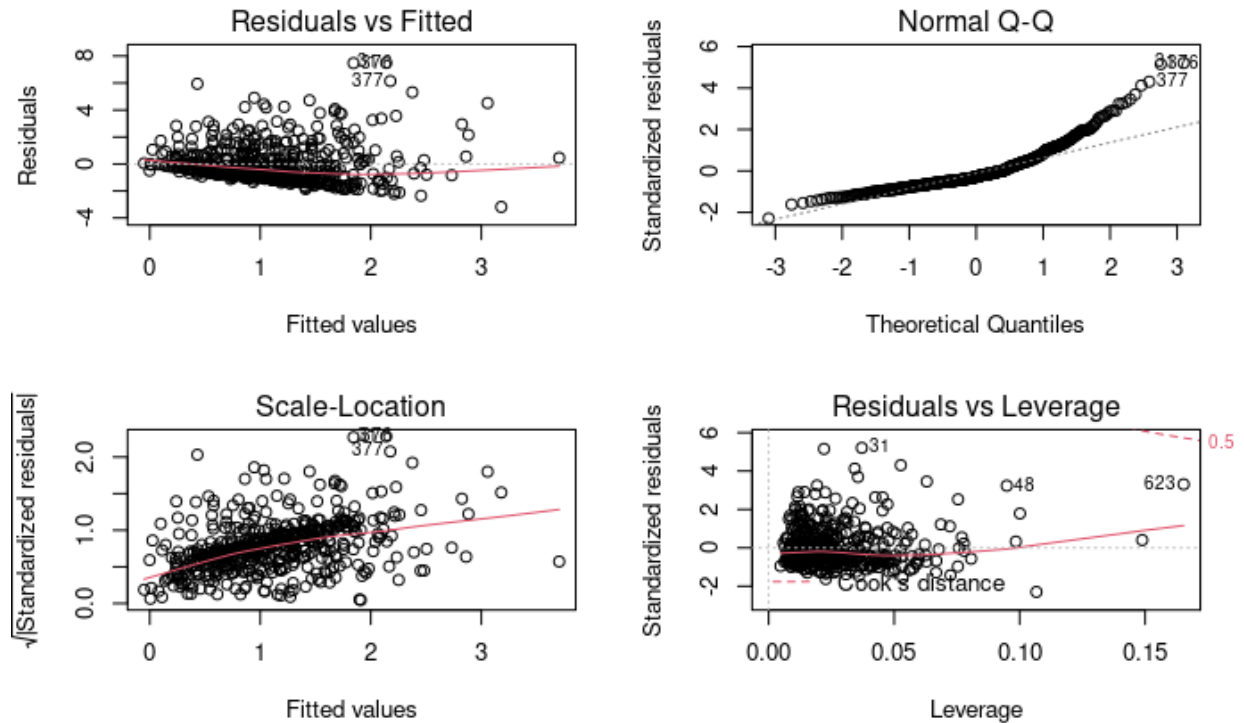 Residuals vs Fitted
Residuals
8
4
0
-4
377
0 1 2 3
Fitted values
Normal Q-Q
Standardized residuals
6
4
2
0
-2
377
-3 -2 -1 0 1 2 3
Theoretical Quantiles
Scale-Location
√|Standardized residuals|
2.0
1.0
0.0
377
0 1 2 3
Fitted values
Residuals vs Leverage
Standardized residuals
6
4
2
0
-2
31
48
623
0.5
Cook's distance
0.00 0.05 0.10 0.15
Leverage